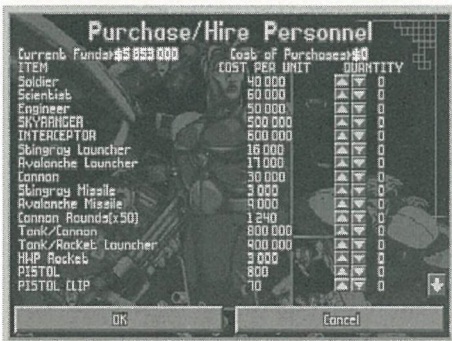 Purchase/Hire Personnel
Current Funds>$5 853 000 Cost of Purchases>$0
ITEM COST PER UNIT QUANTITY
Soldier 40 000 0
Scientist 60 000 0
Engineer 50 000 0
SKYRANGER 500 000 0
INTERCEPTOR 600 000 0
Stingray Launcher 16 000 0
Avalanche Launcher 17 000 0
Cannon 30 000 0
Stingray Missile 3 000 0
Avalanche Missile 9 000 0
Cannon Rounds(x50) 1 240 0
Tank/Cannon 800 000 0
Tank/Rocket Launcher 900 000 0
HWP Rocket 3 000 0
PISTOL 800 0
PISTOL CLIP 70 0
OK Cancel